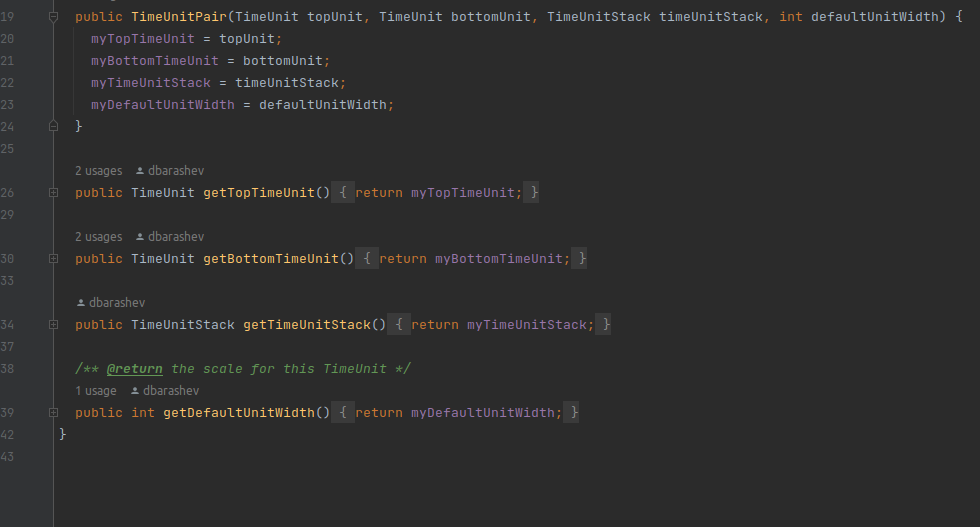 19 public TimeUnitPair(TimeUnit topUnit, TimeUnit bottomUnit, TimeUnitStack timeUnitStack, int defaultUnitWidth) {
20 myTopTimeUnit = topUnit;
21 myBottomTimeUnit = bottomUnit;
22 myTimeUnitStack = timeUnitStack;
23 myDefaultUnitWidth = defaultUnitWidth;
24 }
25
2 usages dbarashev
26 public TimeUnit getTopTimeUnit() { return myTopTimeUnit; }
29
2 usages dbarashev
30 public TimeUnit getBottomTimeUnit() { return myBottomTimeUnit; }
33
dbarashev
34 public TimeUnitStack getTimeUnitStack() { return myTimeUnitStack; }
37
38 /** @return the scale for this TimeUnit */
1 usage dbarashev
39 public int getDefaultUnitWidth() { return myDefaultUnitWidth; }
42 }
43